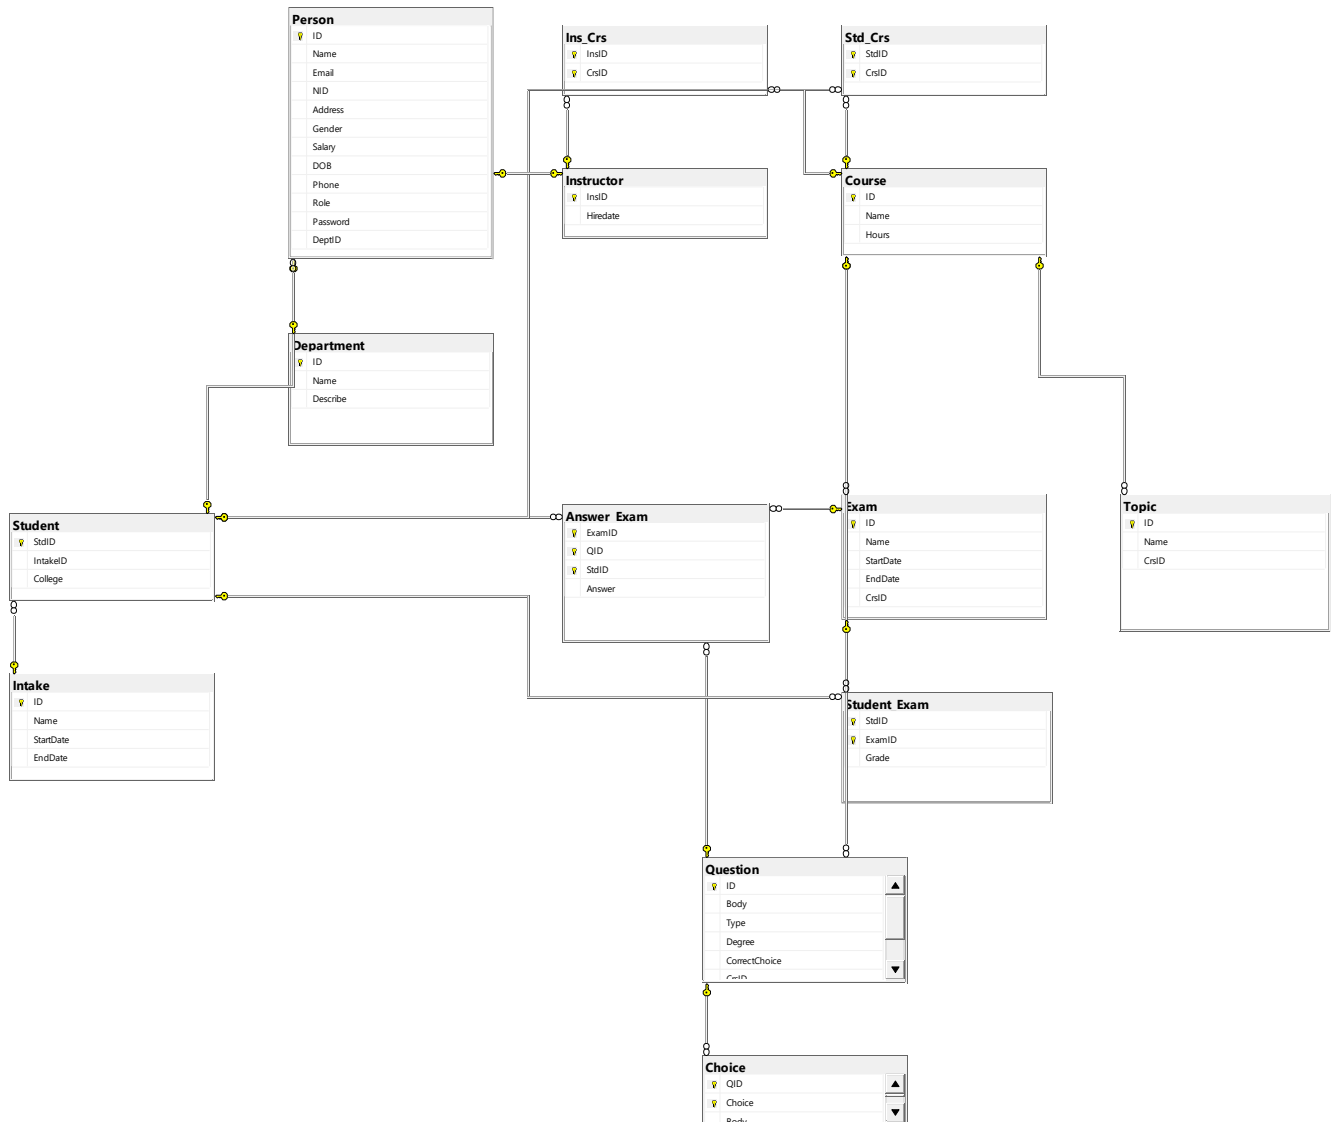 Person
ID
Name
Email
NID
Address
Gender
Salary
DOB
Phone
Role
Password
DeptID
Ins_Crs
InsID
CrsID
Std_Crs
StdID
CrsID
Instructor
InsID
Hiredate
Course
ID
Name
Hours
Department
ID
Name
Describe
Student
StdID
IntakeID
College
Answer_Exam
ExamID
QID
StdID
Answer
Exam
ID
Name
StartDate
EndDate
CrsID
Topic
ID
Name
CrsID
Intake
ID
Name
StartDate
EndDate
Student_Exam
StdID
ExamID
Grade
Question
ID
Body
Type
Degree
CorrectChoice
CrsID
Choice
QID
Choice
Body